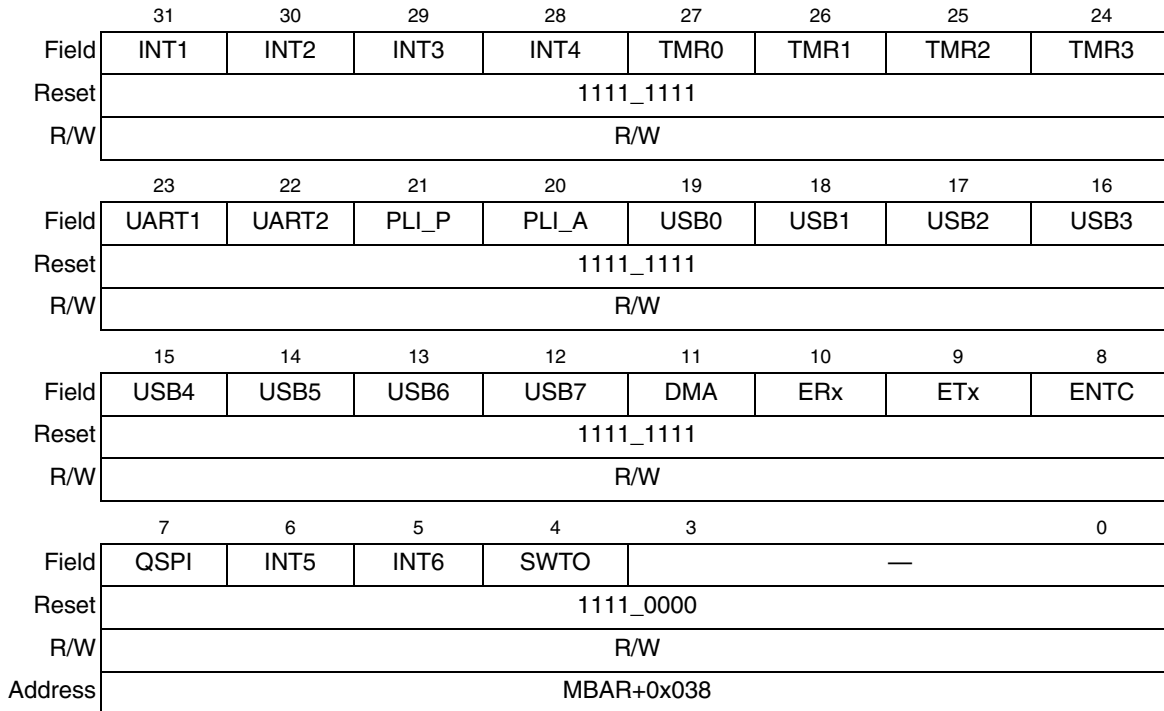 31 30 29 28 27 26 25 24
Field INT1 INT2 INT3 INT4 TMR0 TMR1 TMR2 TMR3
Reset 1111_1111
R/W R/W
23 22 21 20 19 18 17 16
Field UART1 UART2 PLI_P PLI_A USB0 USB1 USB2 USB3
Reset 1111_1111
R/W R/W
15 14 13 12 11 10 9 8
Field USB4 USB5 USB6 USB7 DMA ERx ETx ENTC
Reset 1111_1111
R/W R/W
7 6 5 4 3 0
Field QSPI INT5 INT6 SWTO —
Reset 1111_0000
R/W R/W
Address MBAR+0x038